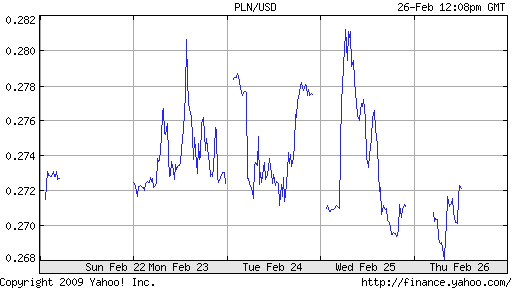 PLN/USD 26-Feb 12:08pm GMT
0.282
0.280
0.278
0.276
0.274
0.272
0.270
0.268
Sun Feb 22 Mon Feb 23 Tue Feb 24 Wed Feb 25 Thu Feb 26
Copyright 2009 Yahoo! Inc. http://finance.yahoo.com/